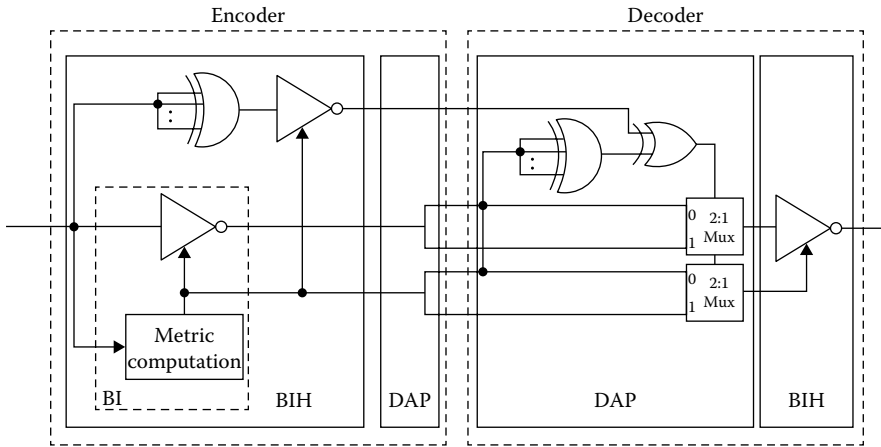 Encoder
Decoder
0
2:1
Mux
1
0
2:1
Mux
1
Metric
computation
BI
BIH
DAP
DAP
BIH